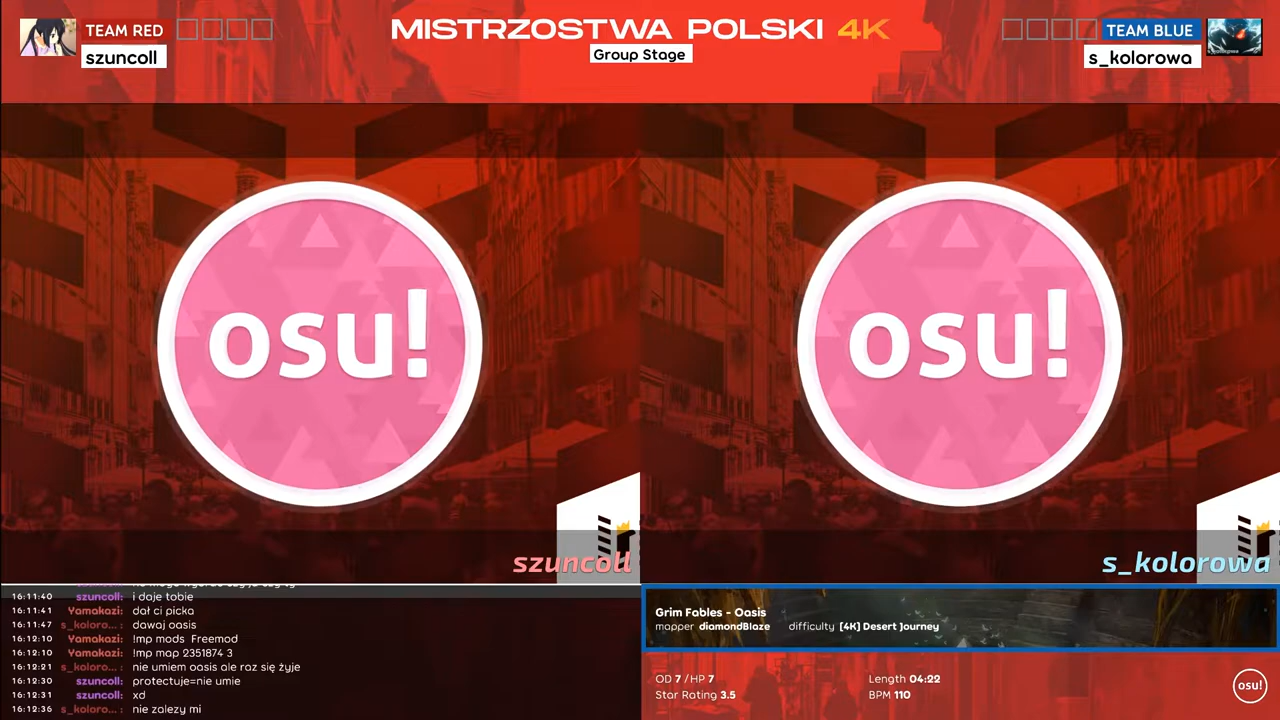 TEAM RED
szuncoll
MISTRZOSTWA POLSKI 4K
Group Stage
TEAM BLUE
s_kolorowa
osu!
osu!
szuncoll
s_kolorowa
16:11:40 szuncoll: i daje tobie
16:11:41 Yamakazi: dał ci picka
16:11:47 s_koloro... : dawaj oasis
16:12:10 Yamakazi: !mp mods Freemod
16:12:10 Yamakazi: !mp map 2351874 3
16:12:21 s_koloro... : nie umiem oasis ale raz się żyje
16:12:30 szuncoll: protectuje=nie umie
16:12:31 szuncoll: xd
16:12:36 s_koloro... : nie zalezy mi
Grim Fables - Oasis
mapper diamondBlaze difficulty [4K] Desert Journey
OD 7 / HP 7
Star Rating 3.5
Length 04:22
BPM 110
osu!